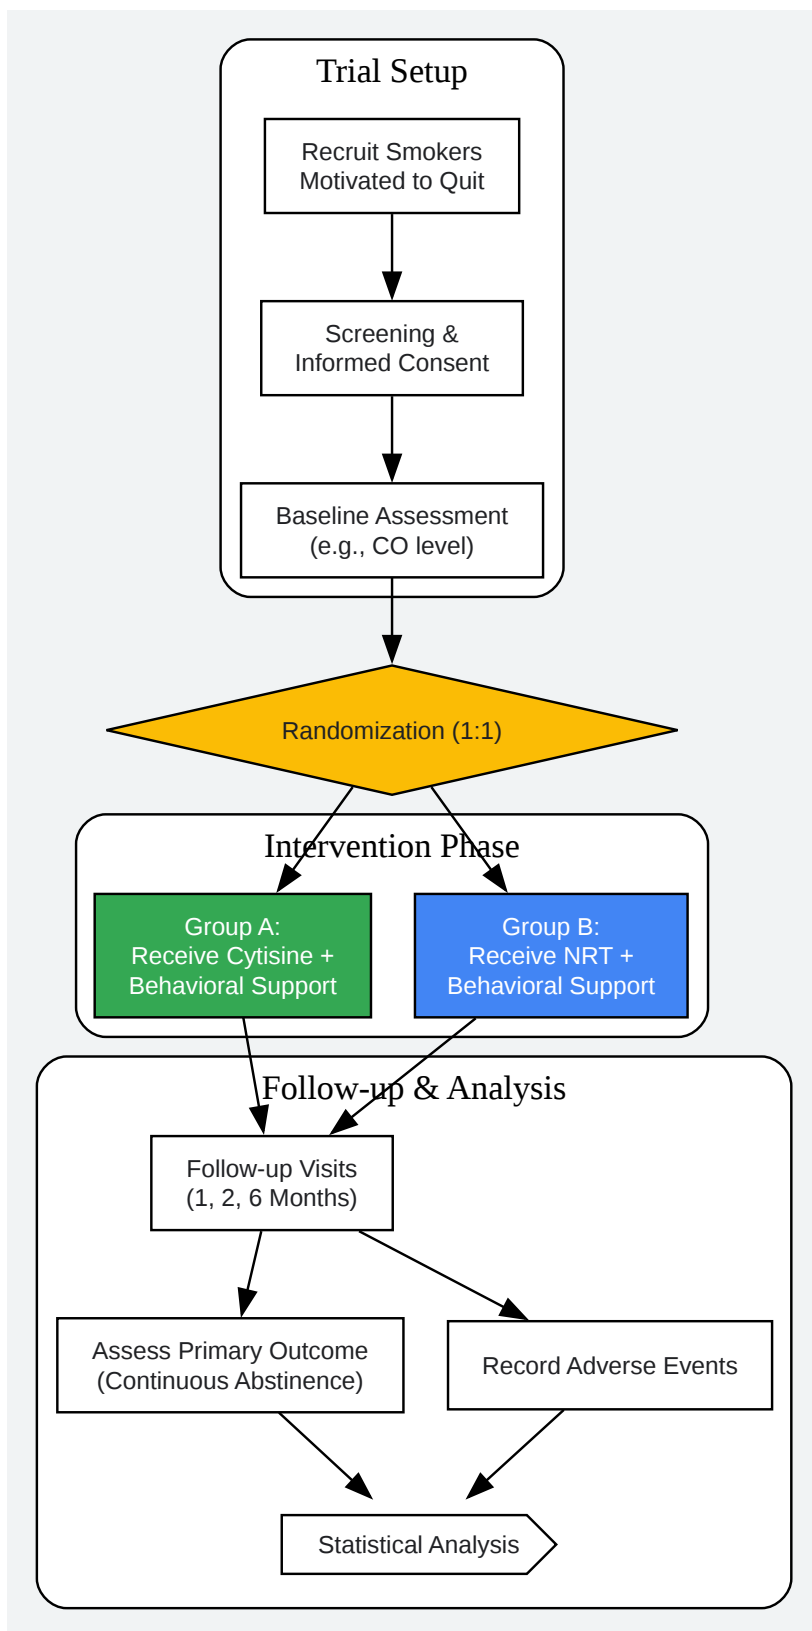 Trial Setup
Recruit Smokers
Motivated to Quit
Screening &
Informed Consent
Baseline Assessment
(e.g., CO level)
Randomization (1:1)
Intervention Phase
Group A:
Receive Cytisine +
Behavioral Support
Group B:
Receive NRT +
Behavioral Support
Follow-up & Analysis
Follow-up Visits
(1, 2, 6 Months)
Assess Primary Outcome
(Continuous Abstinence)
Record Adverse Events
Statistical Analysis